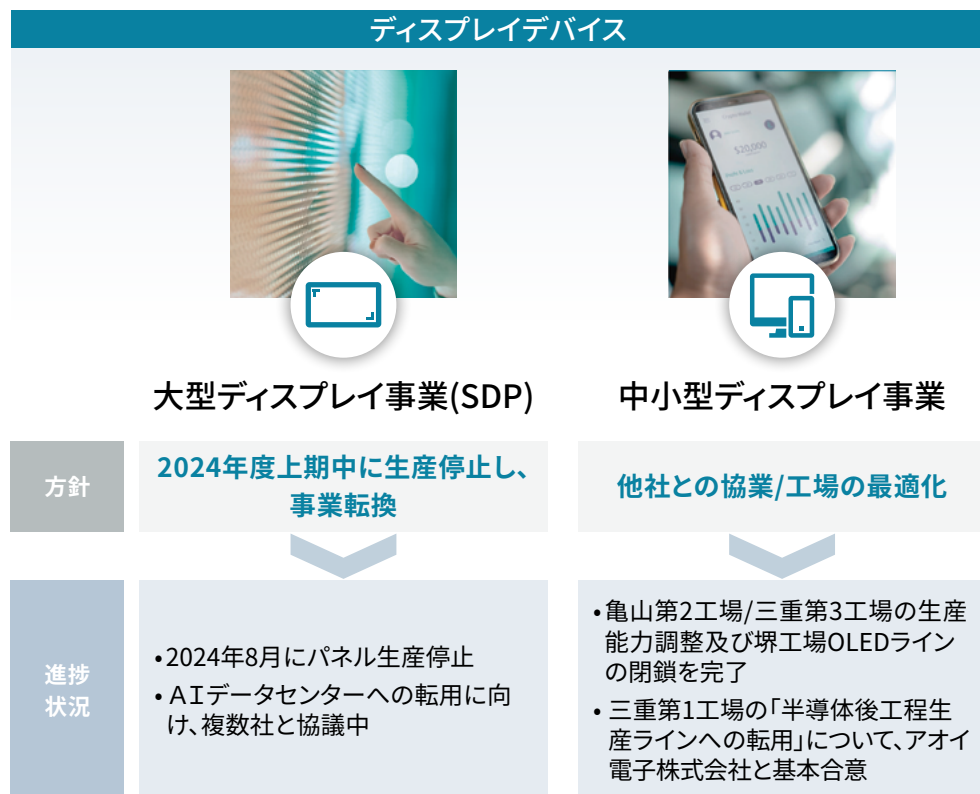 ディスプレイデバイス
$20,000
大型ディスプレイ事業(SDP)
中小型ディスプレイ事業
方針
2024年度上期中に生産停止し、
事業転換
他社との協業/工場の最適化
進捗
状況
•2024年8月にパネル生産停止
• ＡＩデータセンターへの転用に向
け、複数社と協議中
•亀山第2工場/三重第3工場の生産
能力調整及び堺工場OLEDライン
の閉鎖を完了
• 三重第1工場の「半導体後工程生
産ラインへの転用」について、アオイ
電子株式会社と基本合意